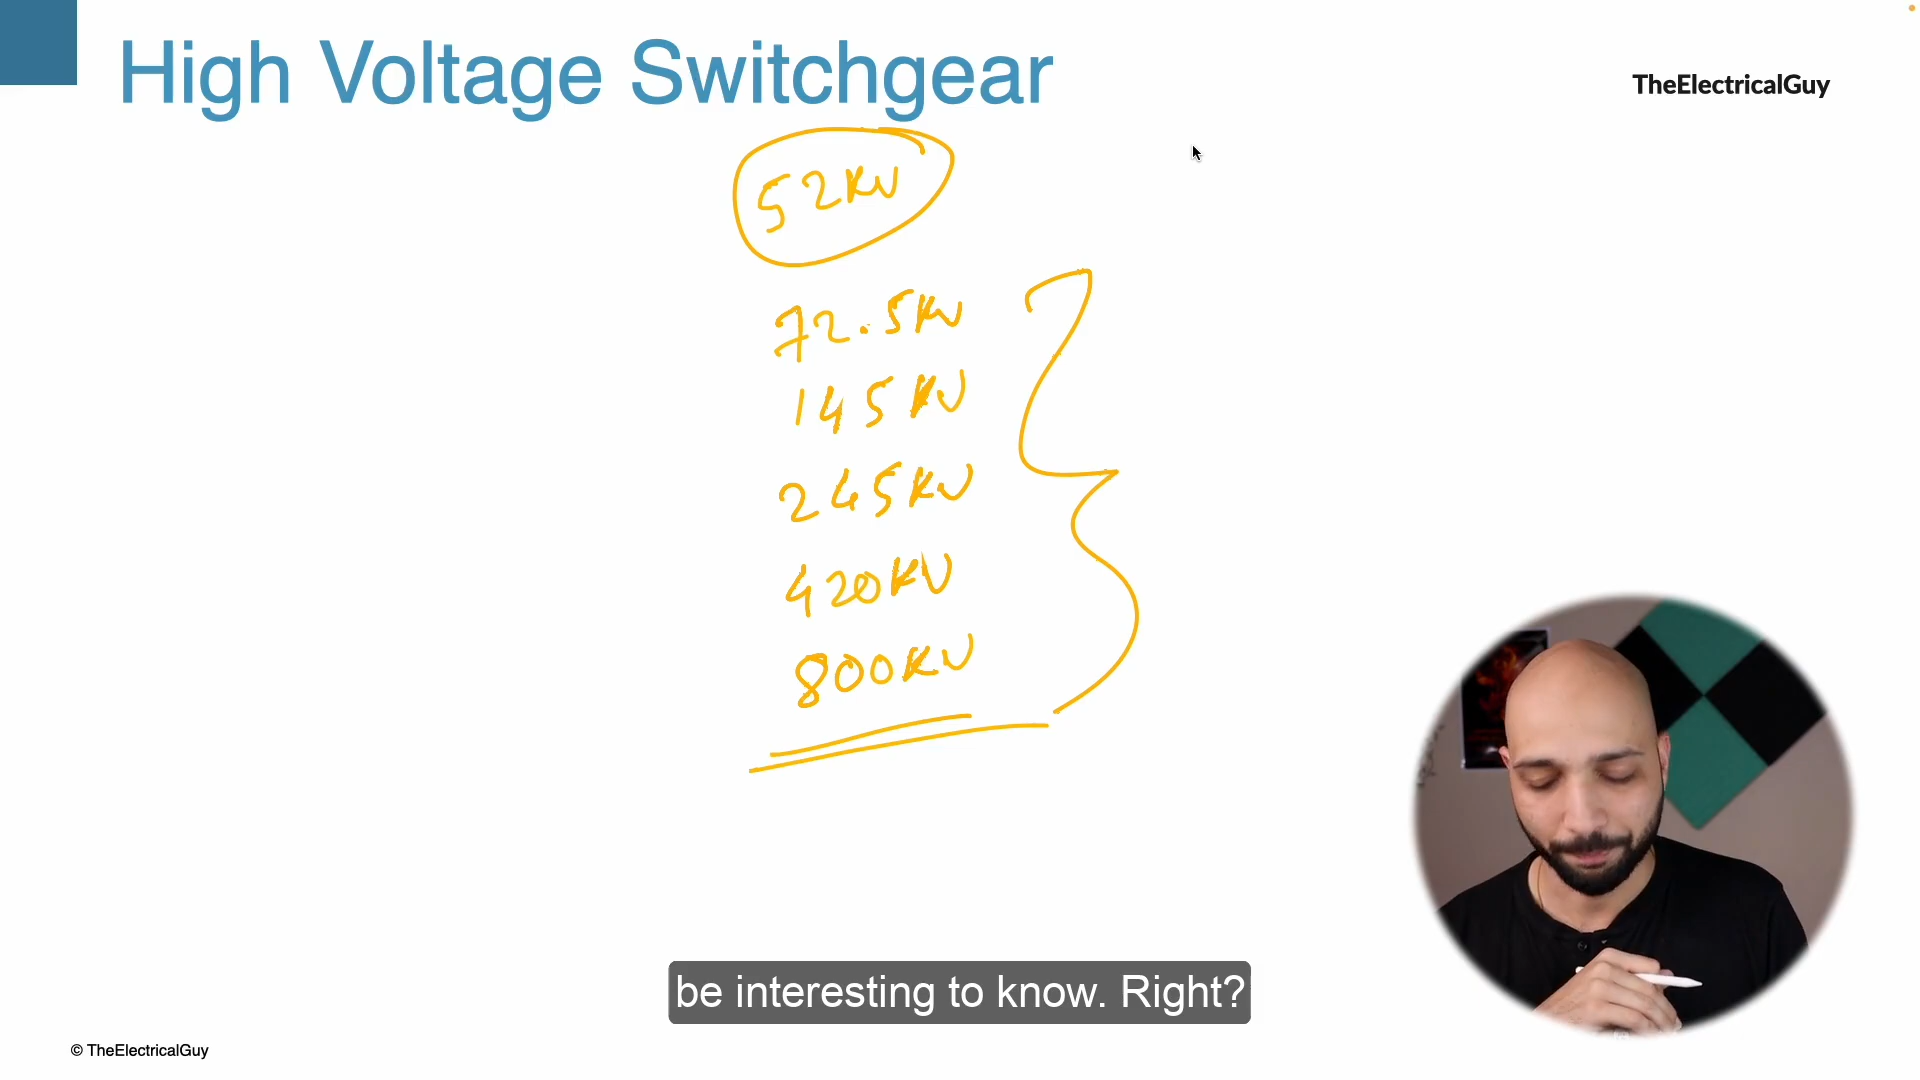 High Voltage Switchgear
TheElectricalGuy
52KV
72.5KV
145KV
245KV
420KV
800KV
be interesting to know. Right?
© TheElectricalGuy